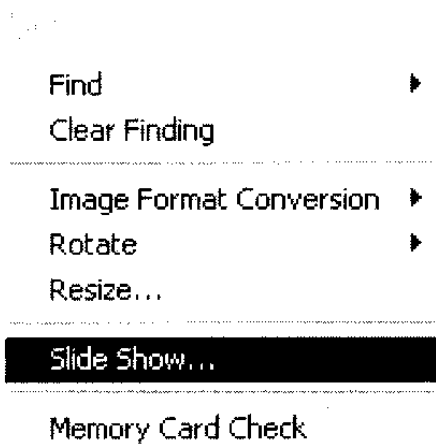 Find
Clear Finding
Image Format Conversion
Rotate
Resize...
Slide Show...
Memory Card Check